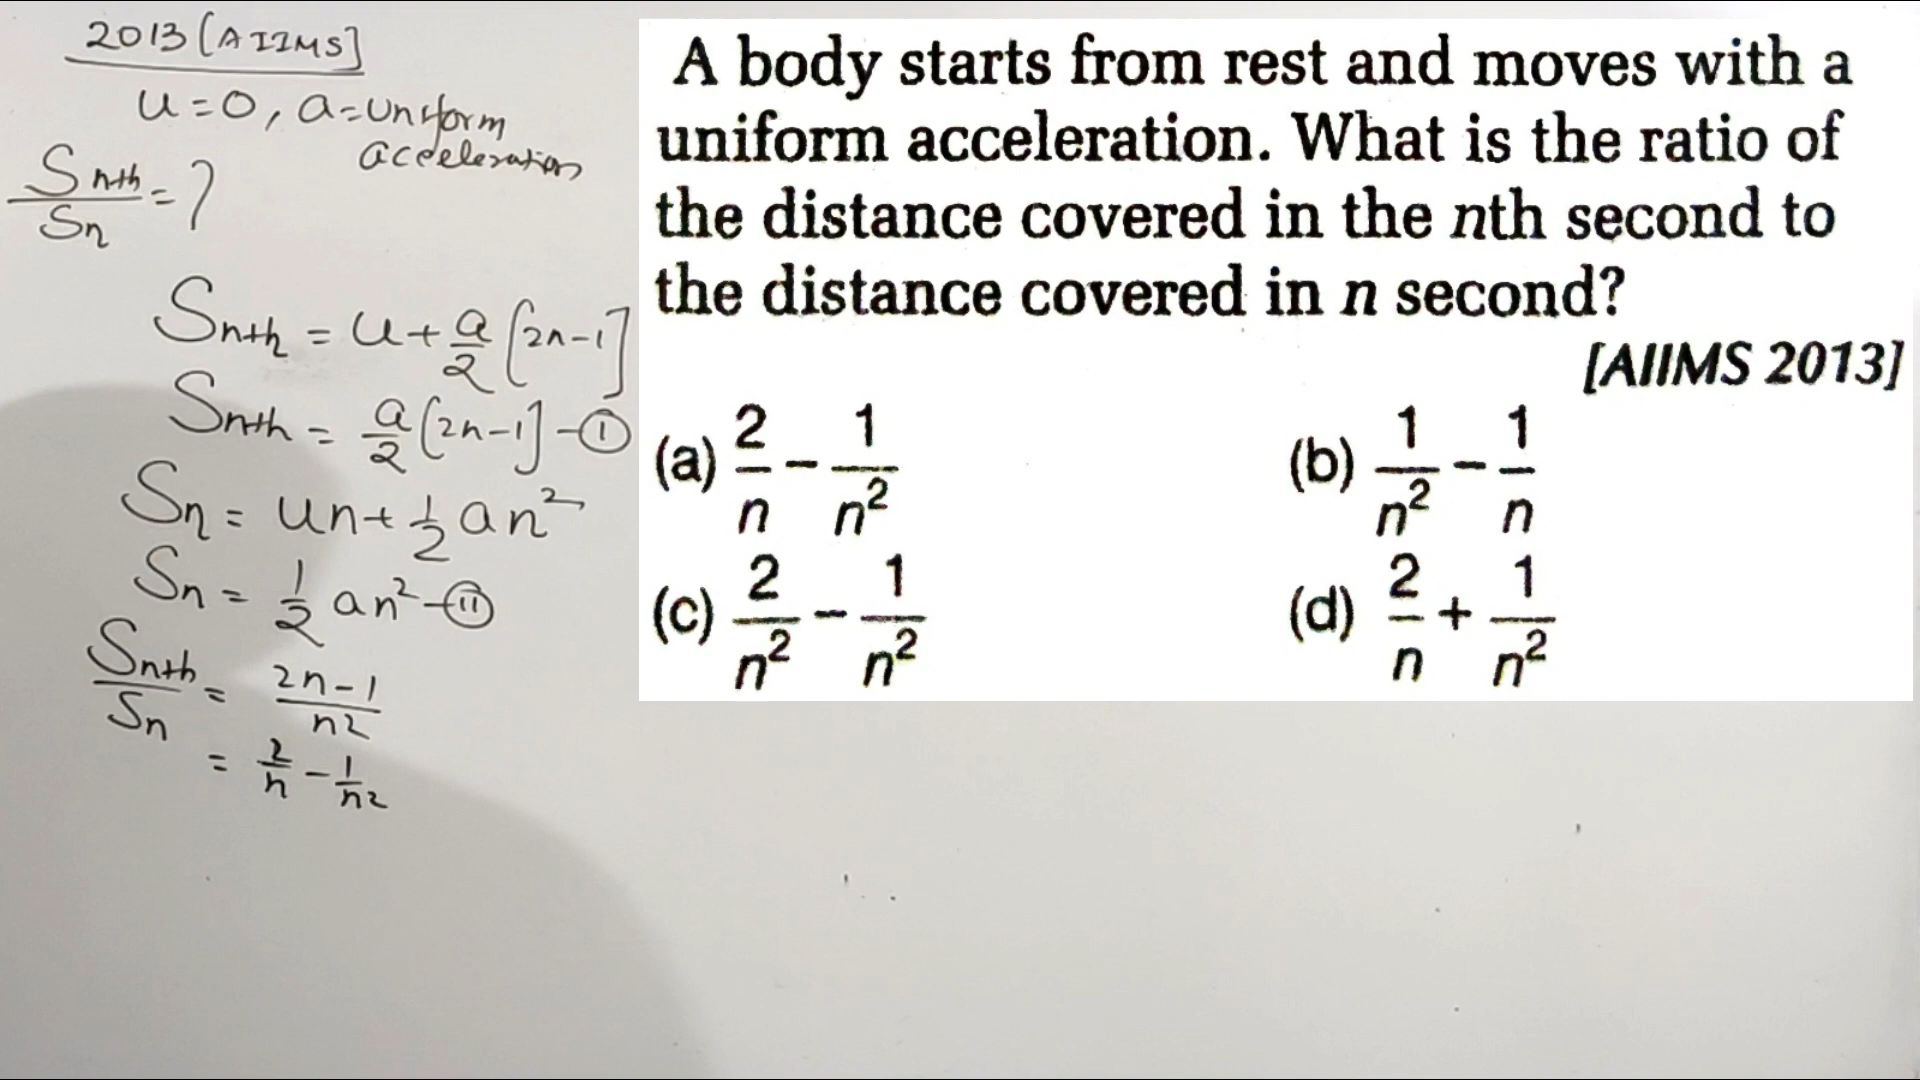 2013 [AIIMS]
u=0, a=uniform
acceleration
Snth/Sn = ?
Snth = u+a/2 [2n-1]
Snth = a/2 [2n-1] -①
Sn = un+1/2 an²
Sn = 1/2 an² -⑪
Snth/Sn = 2n-1/n²
= 2/n - 1/n²
A body starts from rest and moves with a
uniform acceleration. What is the ratio of
the distance covered in the nth second to
the distance covered in n second?
[AIIMS 2013]
(a) 2/n - 1/n² (b) 1/n² - 1/n
(c) 2/n² - 1/n² (d) 2/n + 1/n²